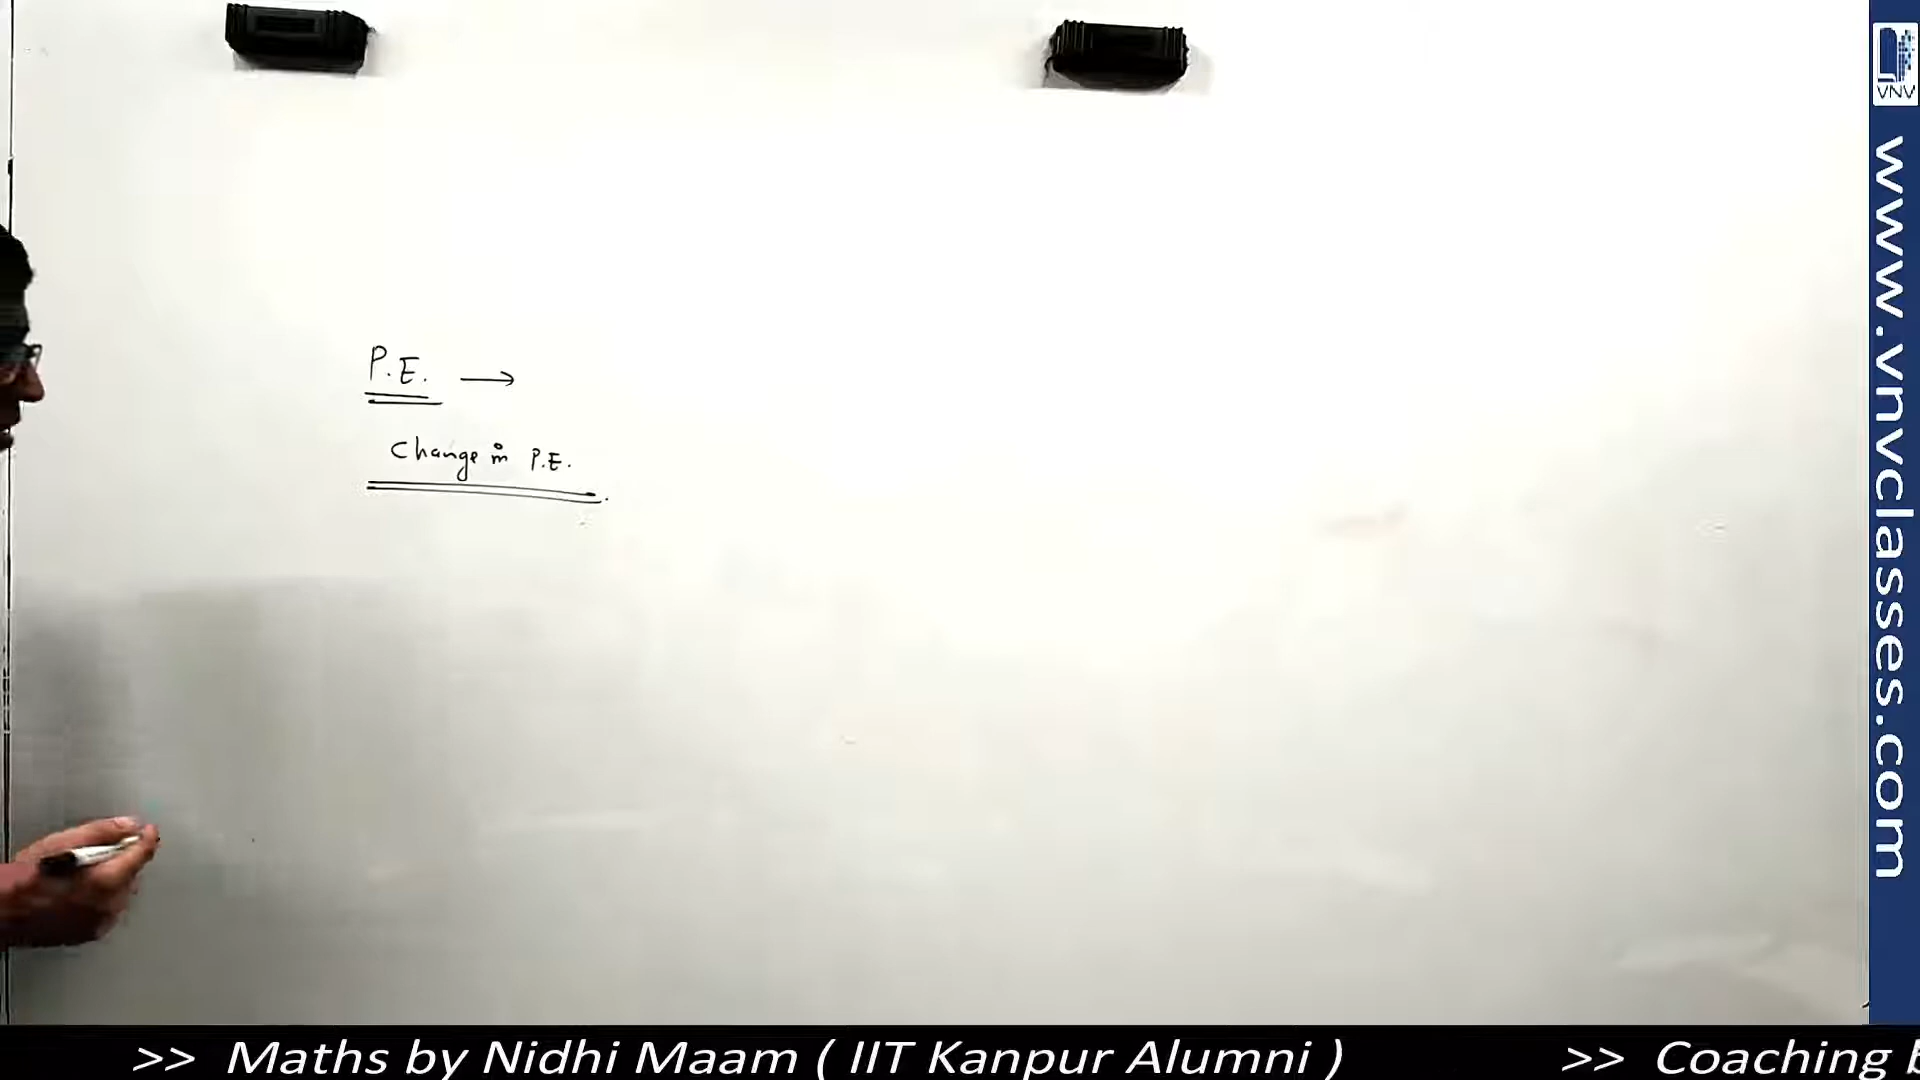 P.E. →
Change in P.E.
VNV
www.vnvclasses.com
>> Maths by Nidhi Maam ( IIT Kanpur Alumni ) >> Coaching